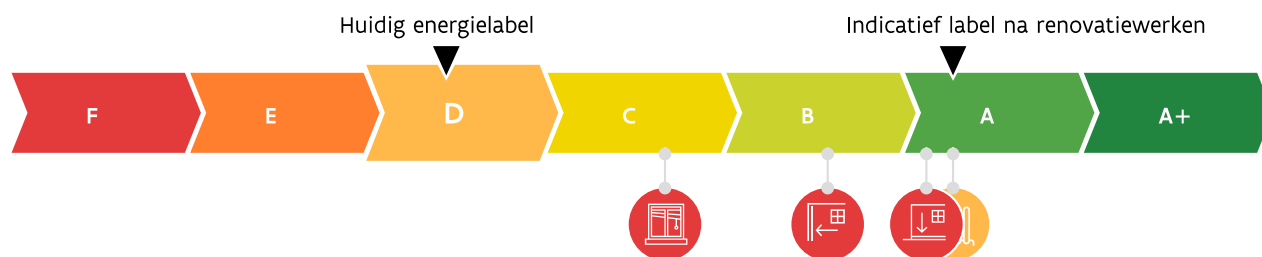 Huidig energielabel
Indicatief label na renovatiewerken
F E D C B A A+